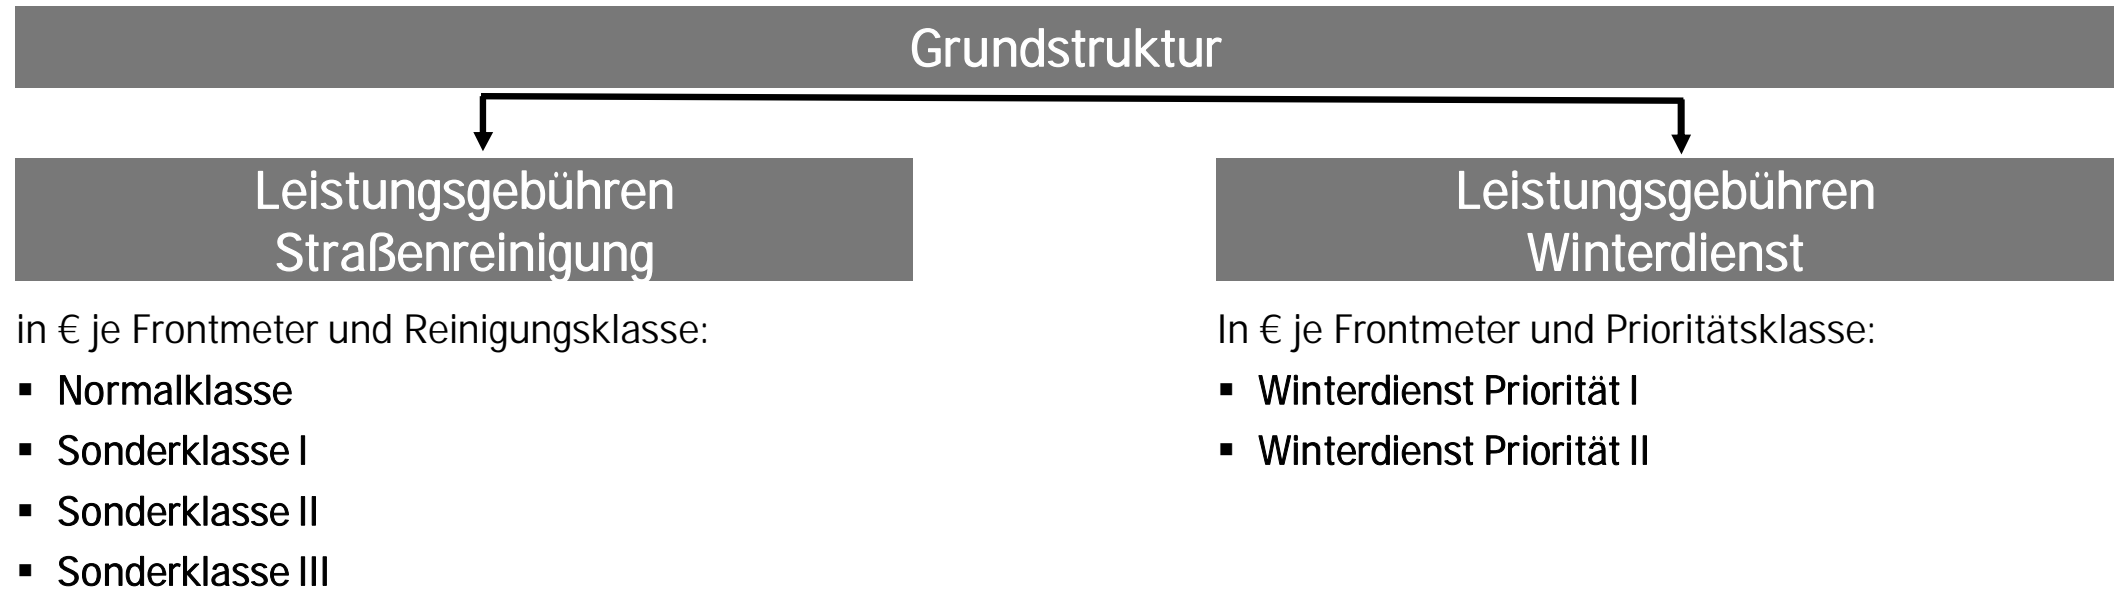 Grundstruktur
Leistungsgebühren
Straßenreinigung
in € je Frontmeter und Reinigungsklasse:
▪ Normalklasse
▪ Sonderklasse I
▪ Sonderklasse II
▪ Sonderklasse III
Leistungsgebühren
Winterdienst
In € je Frontmeter und Prioritätsklasse:
▪ Winterdienst Priorität I
▪ Winterdienst Priorität II